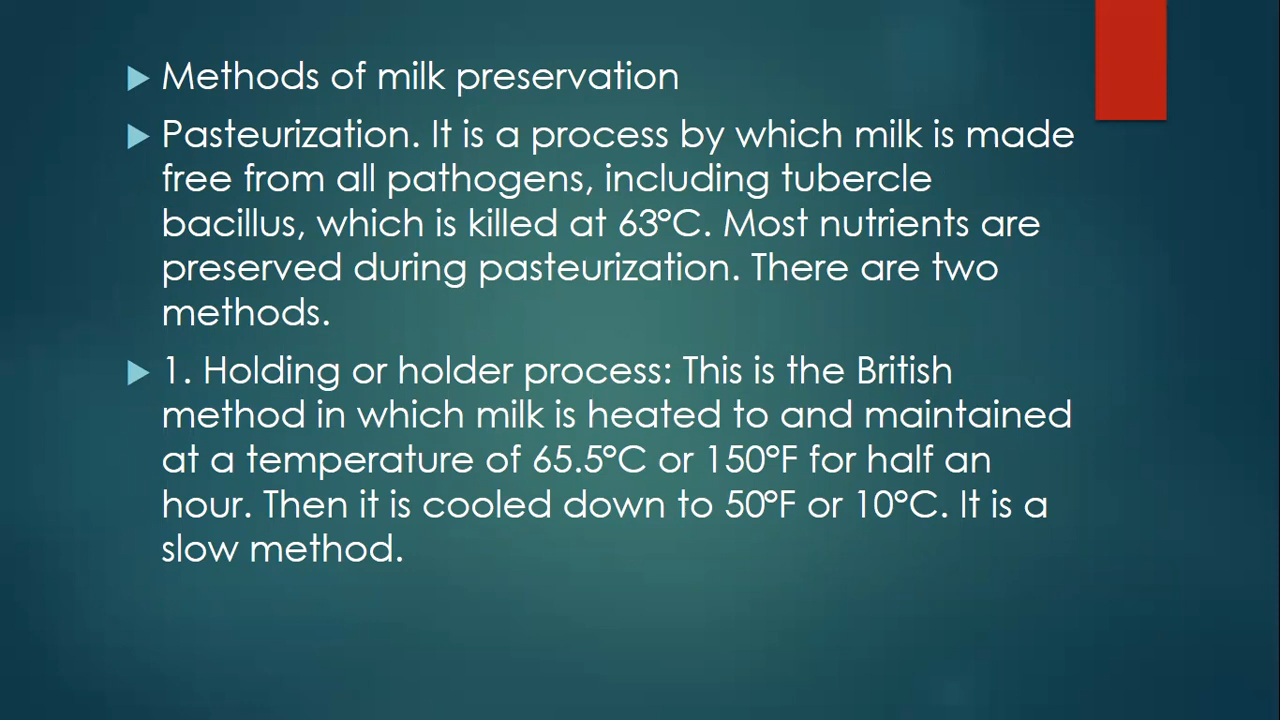 Methods of milk preservation
Pasteurization. It is a process by which milk is made
free from all pathogens, including tubercle
bacillus, which is killed at 63°C. Most nutrients are
preserved during pasteurization. There are two
methods.
1. Holding or holder process: This is the British
method in which milk is heated to and maintained
at a temperature of 65.5°C or 150°F for half an
hour. Then it is cooled down to 50°F or 10°C. It is a
slow method.